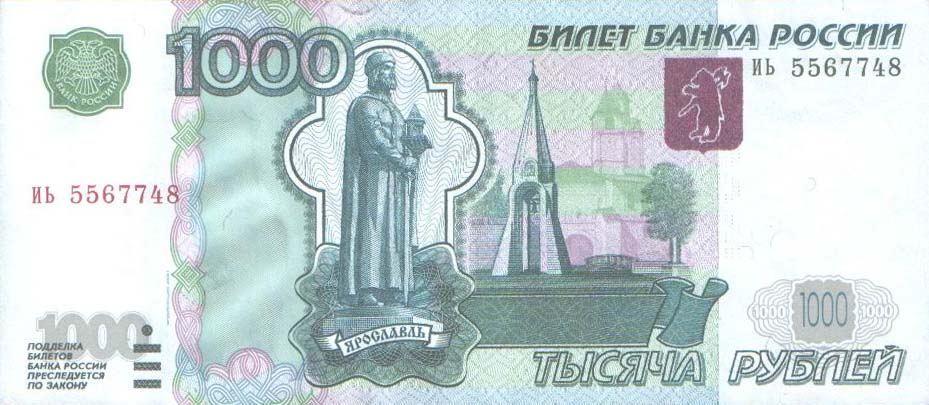 1000
БИЛЕТ БАНКА РОССИИ
ИЬ 5567748
БАНК РОССИИ
ИЬ 5567748
ЯРОСЛАВЛЬ
1000
1000 1000 1000
ПОДДЕЛКА
БИЛЕТОВ
БАНКА РОССИИ
ПРЕСЛЕДУЕТСЯ
ПО ЗАКОНУ
ТЫСЯЧА РУБЛЕЙ